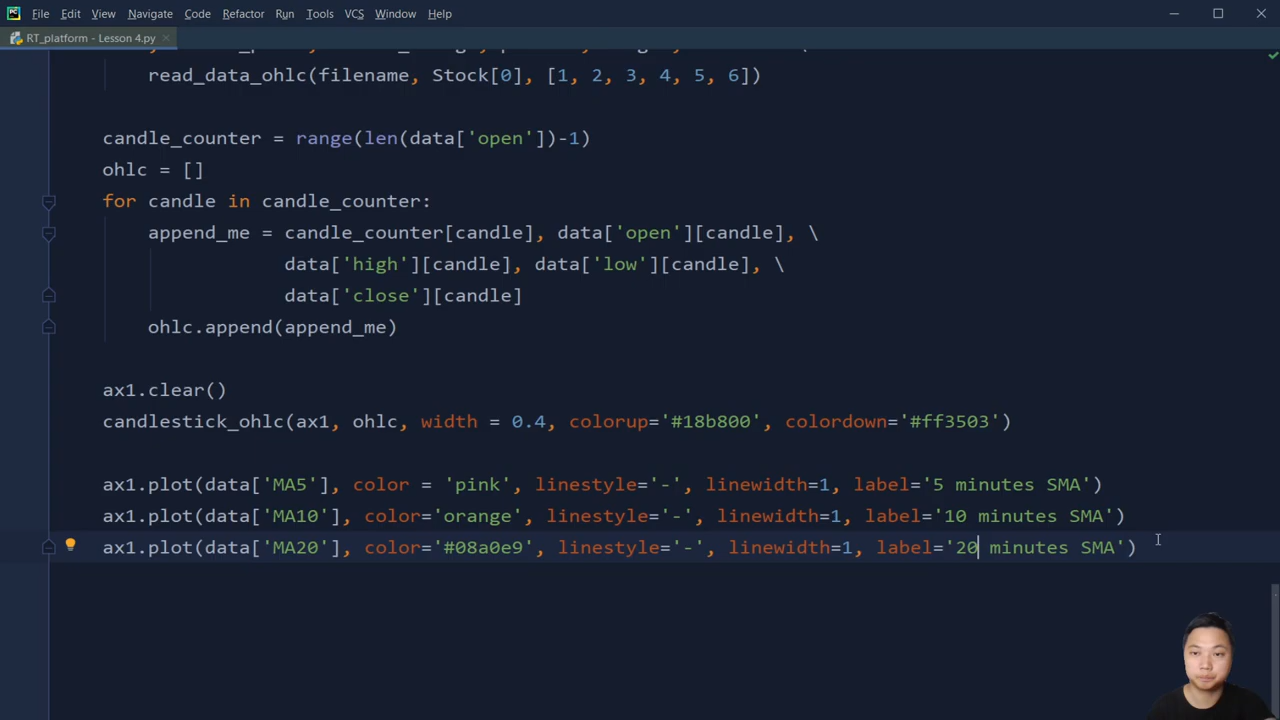 File Edit View Navigate Code Refactor Run Tools VCS Window Help
RT_platform - Lesson 4.py
read_data_ohlc(filename, Stock[0], [1, 2, 3, 4, 5, 6])
candle_counter = range(len(data['open'])-1)
ohlc = []
for candle in candle_counter:
append_me = candle_counter[candle], data['open'][candle], \
data['high'][candle], data['low'][candle], \
data['close'][candle]
ohlc.append(append_me)
ax1.clear()
candlestick_ohlc(ax1, ohlc, width = 0.4, colorup='#18b800', colordown='#ff3503')
ax1.plot(data['MA5'], color = 'pink', linestyle='-', linewidth=1, label='5 minutes SMA')
ax1.plot(data['MA10'], color='orange', linestyle='-', linewidth=1, label='10 minutes SMA')
ax1.plot(data['MA20'], color='#08a0e9', linestyle='-', linewidth=1, label='20 minutes SMA')